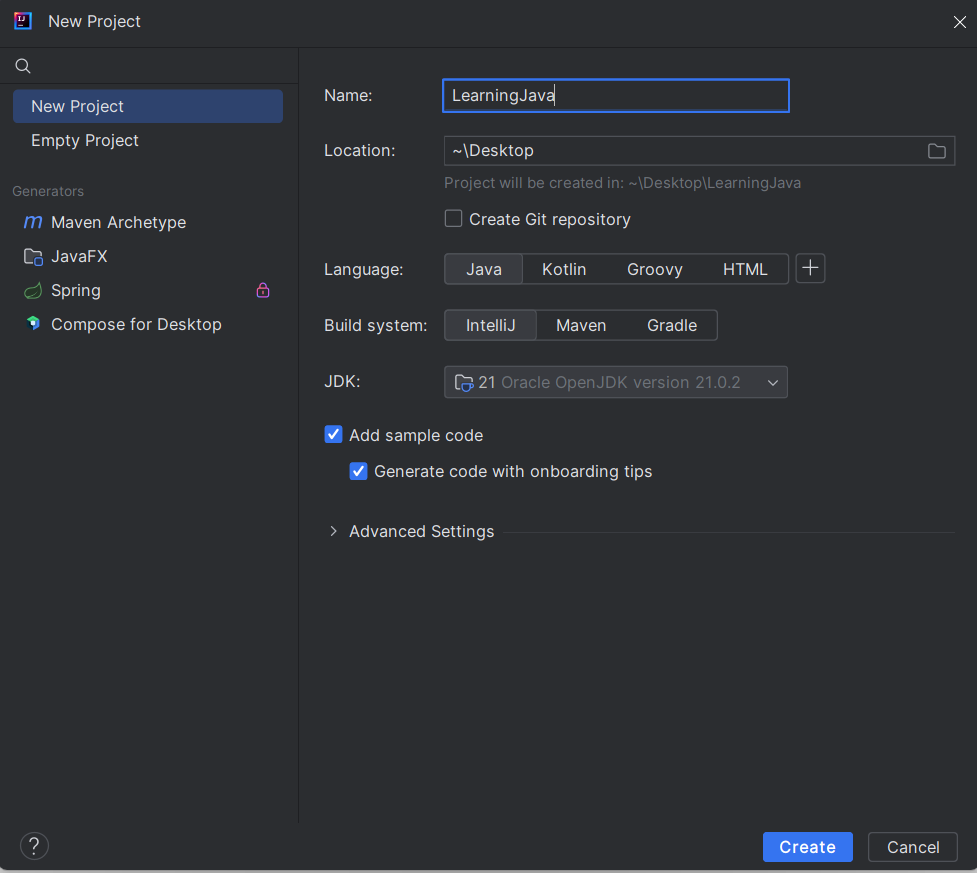 New Project
New Project
Empty Project
Generators
Maven Archetype
JavaFX
Spring
Compose for Desktop
Name: LearningJava
Location: ~\Desktop
Project will be created in: ~\Desktop\LearningJava
Create Git repository
Language: Java Kotlin Groovy HTML
Build system: IntelliJ Maven Gradle
JDK: 21 Oracle OpenJDK version 21.0.2
Add sample code
Generate code with onboarding tips
Advanced Settings
? Create Cancel